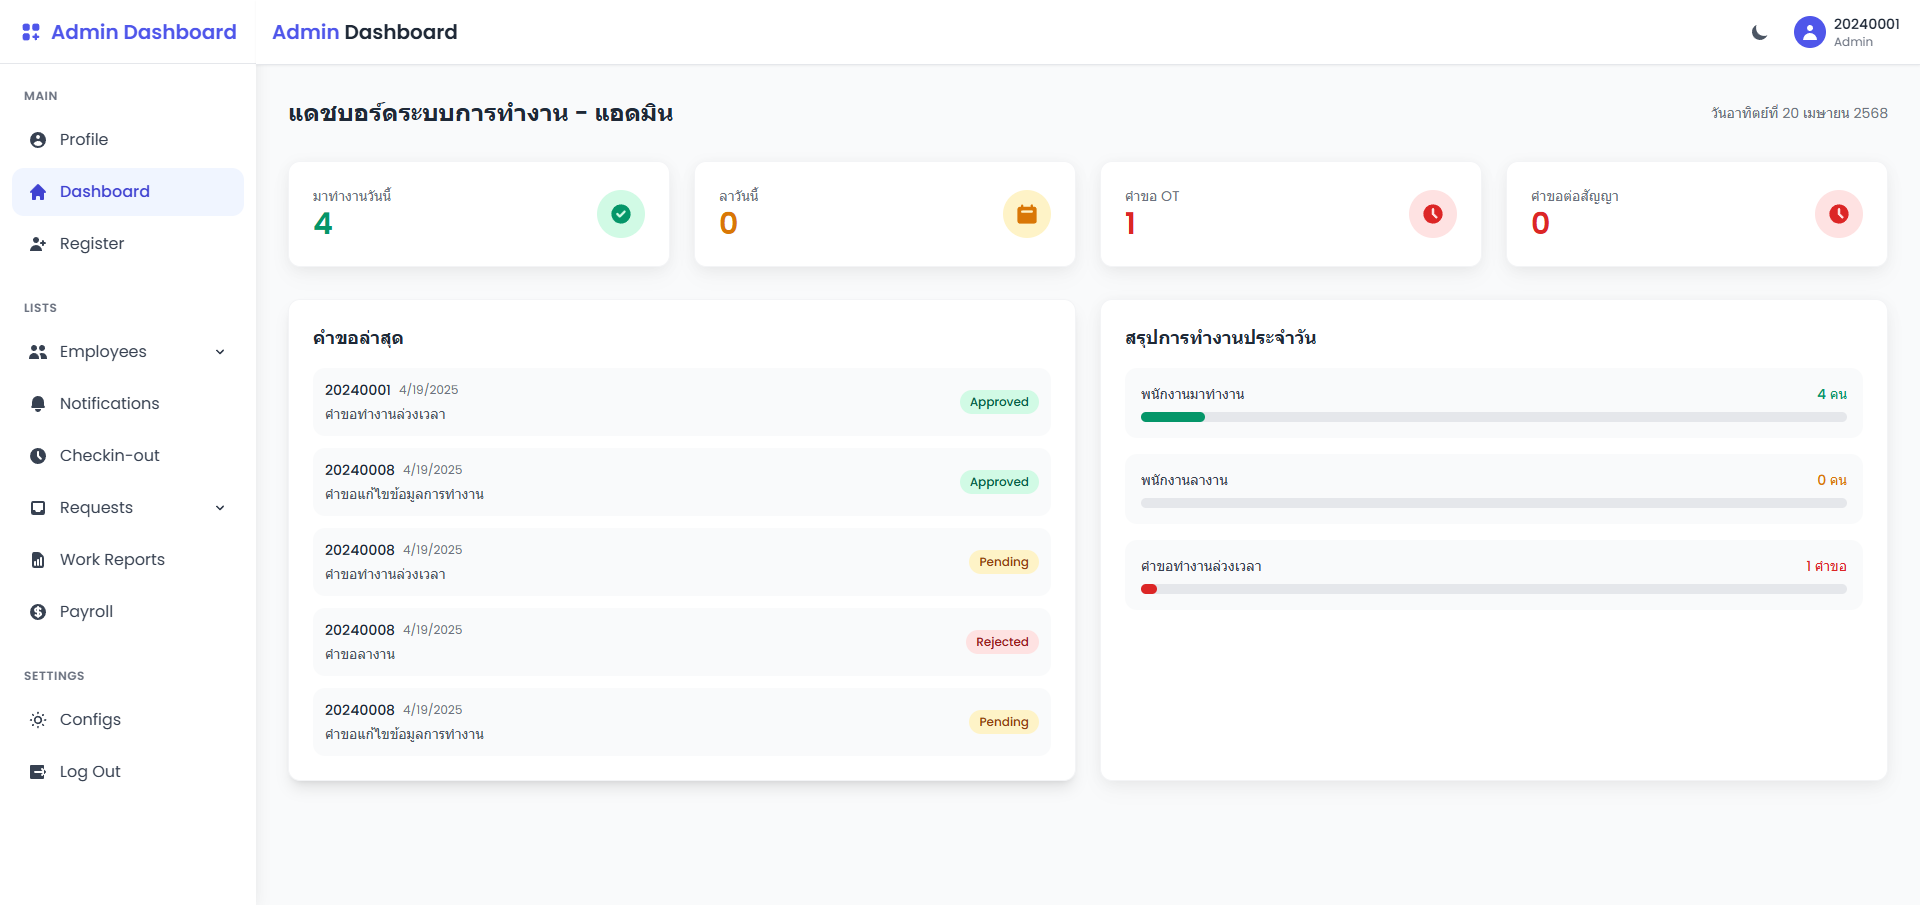 Admin Dashboard
Admin Dashboard
20240001
Admin
MAIN
Profile
Dashboard
Register
LISTS
Employees
Notifications
Checkin-out
Requests
Work Reports
Payroll
SETTINGS
Configs
Log Out
แดชบอร์ดระบบการทำงาน - แอดมิน
วันอาทิตย์ที่ 20 เมษายน 2568
มาทำงานวันนี้
4
ลาวันนี้
0
คำขอ OT
1
คำขอต่อสัญญา
0
คำขอล่าสุด
20240001 4/19/2025
คำขอทำงานล่วงเวลา
Approved
20240008 4/19/2025
คำขอแก้ไขข้อมูลการทำงาน
Approved
20240008 4/19/2025
คำขอทำงานล่วงเวลา
Pending
20240008 4/19/2025
คำขอลางาน
Rejected
20240008 4/19/2025
คำขอแก้ไขข้อมูลการทำงาน
Pending
สรุปการทำงานประจำวัน
พนักงานมาทำงาน 4 คน
พนักงานลางาน 0 คน
คำขอทำงานล่วงเวลา 1 คำขอ